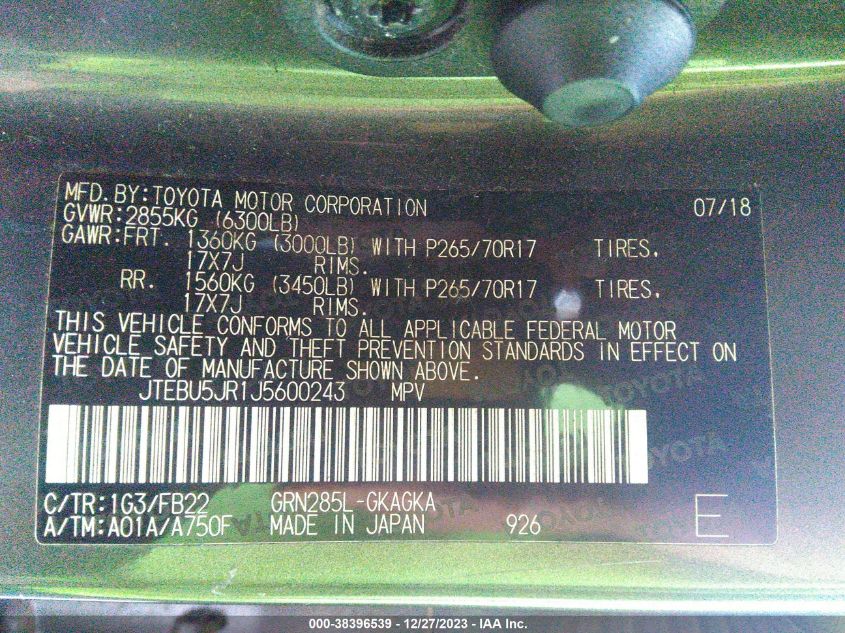 MFD.BY:TOYOTA MOTOR CORPORATION 07/18
GVWR:2855KG (6300LB)
GAWR:FRT. 1360KG (3000LB) WITH P265/70R17 TIRES,
17X7J RIMS.
RR. 1560KG (3450LB) WITH P265/70R17 TIRES,
17X7J RIMS.
THIS VEHICLE CONFORMS TO ALL APPLICABLE FEDERAL MOTOR
VEHICLE SAFETY AND THEFT PREVENTION STANDARDS IN EFFECT ON
THE DATE OF MANUFACTURE SHOWN ABOVE.
JTEBU5JR1J5600243 MPV
C/TR:1G3/FB22 GRN285L-GKAGKA
A/TM:A01A/A750F MADE IN JAPAN 926 E
000-38396539 - 12/27/2023 - IAA Inc.